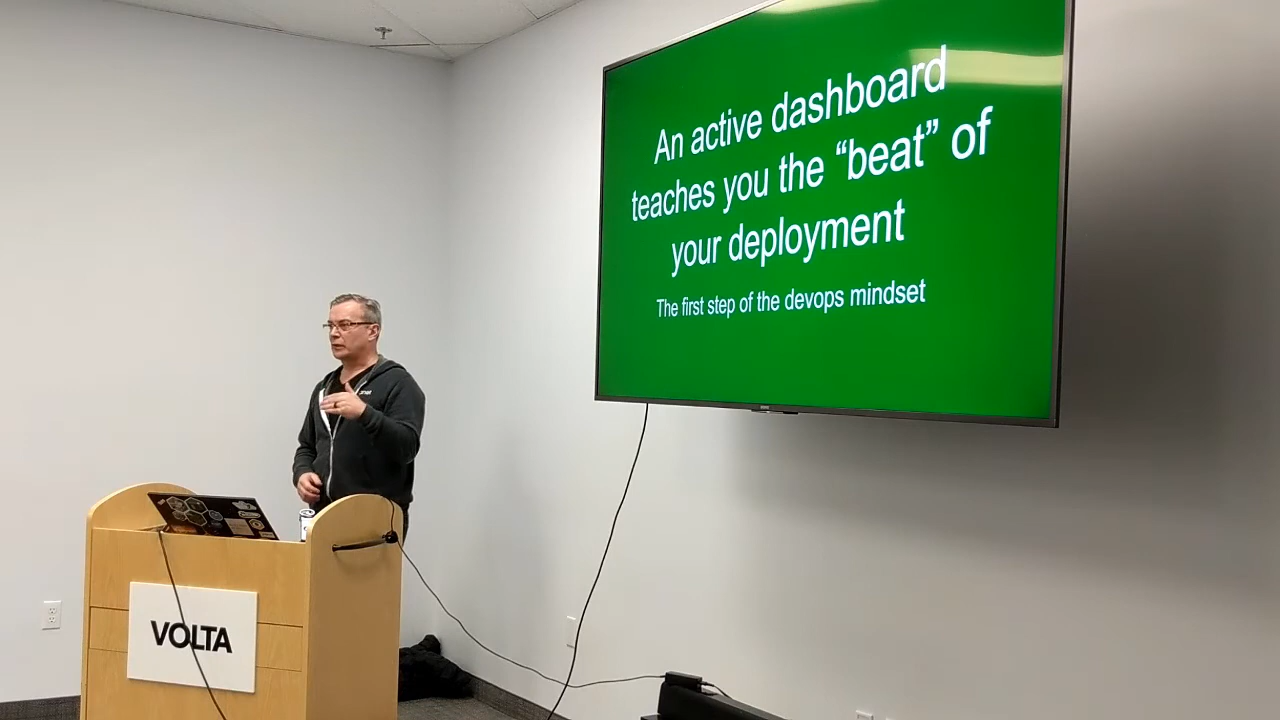 An active dashboard
teaches you the “beat” of
your deployment
The first step of the devops mindset
VOLTA